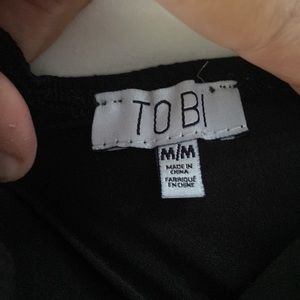 TOBI
M/M
MADE IN
CHINA
FABRIQUÉ
EN CHINE